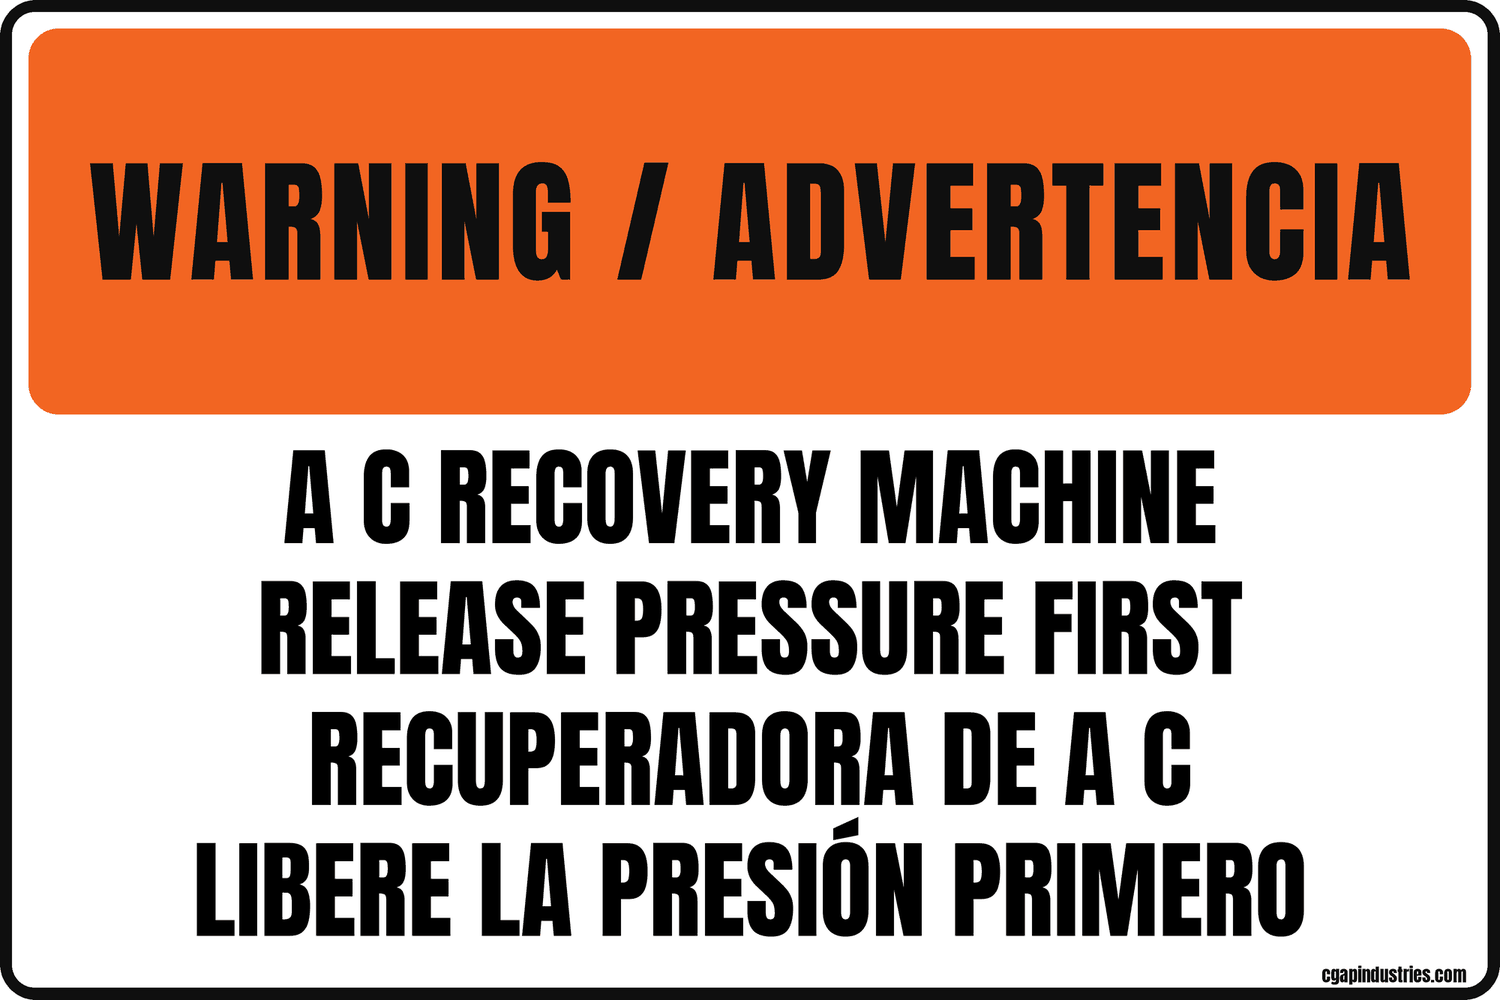 WARNING / ADVERTENCIA
A C RECOVERY MACHINE
RELEASE PRESSURE FIRST
RECUPERADORA DE A C
LIBERE LA PRESIÓN PRIMERO
cgapindustries.com